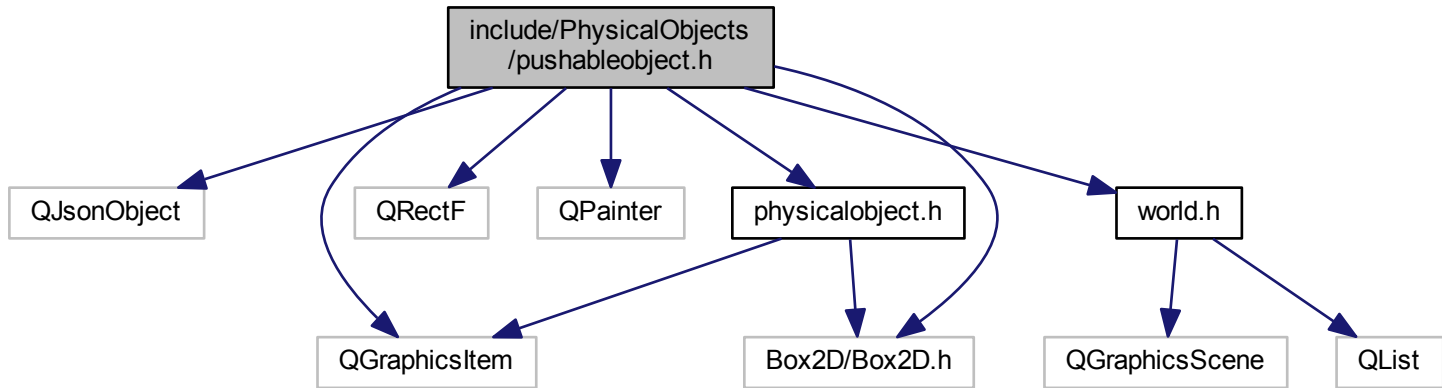 include/PhysicalObjects
/pushableobject.h
QJsonObject
QRectF
QPainter
physicalobject.h
world.h
QGraphicsItem
Box2D/Box2D.h
QGraphicsScene
QList